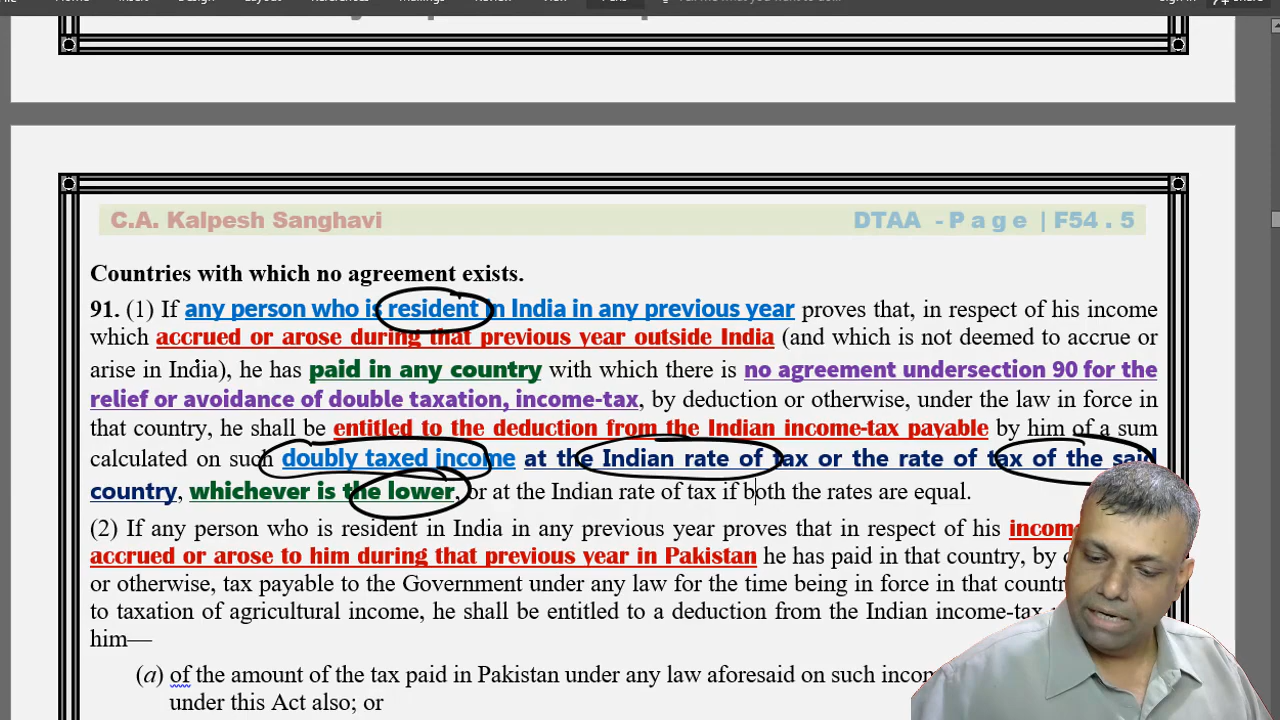 C.A. Kalpesh Sanghavi
DTAA - P a g e | F54 . 5
Countries with which no agreement exists.
91. (1) If any person who is resident in India in any previous year proves that, in respect of his income
which accrued or arose during that previous year outside India (and which is not deemed to accrue or
arise in India), he has paid in any country with which there is no agreement undersection 90 for the
relief or avoidance of double taxation, income-tax, by deduction or otherwise, under the law in force in
that country, he shall be entitled to the deduction from the Indian income-tax payable by him of a sum
calculated on such doubly taxed income at the Indian rate of tax or the rate of tax of the said
country, whichever is the lower, or at the Indian rate of tax if both the rates are equal.
(2) If any person who is resident in India in any previous year proves that in respect of his
accrued or arose to him during that previous year in Pakistan he has paid in that country, by
or otherwise, tax payable to the Government under any law for the time being in force in that
to taxation of agricultural income, he shall be entitled to a deduction from the Indian income-tax
him—
(a) of the amount of the tax paid in Pakistan under any law aforesaid on such
under this Act also; or